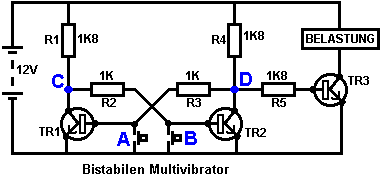 R1
1K8
R4
1K8
BELASTUNG
12V
C
1K
1K
D
1K8
TR3
R2
R3
R5
TR1
A
B
TR2
Bistabilen Multivibrator